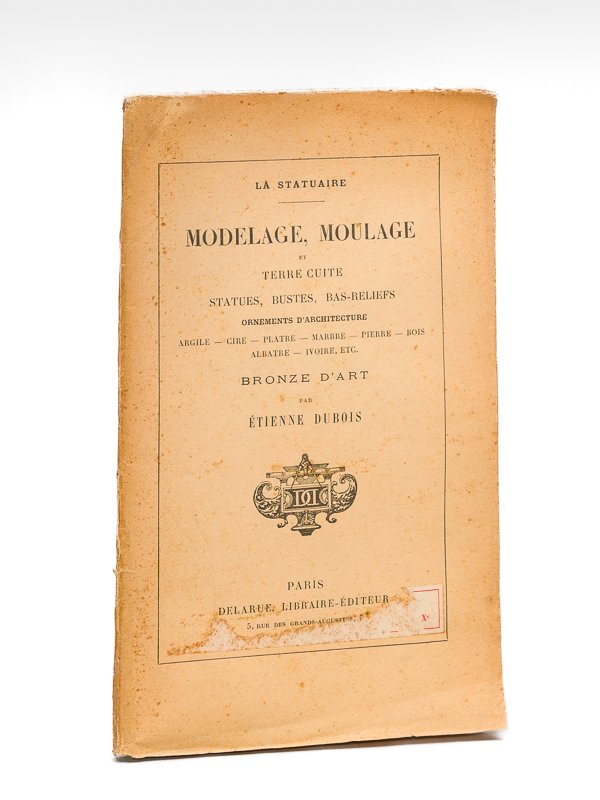 LA STATUAIRE
MODELAGE, MOULAGE
ET
TERRE CUITE
STATUES, BUSTES, BAS-RELIEFS
ORNEMENTS D'ARCHITECTURE
ARGILE — CIRE — PLATRE — MARBRE — PIERRE — BOIS
ALBATRE — IVOIRE, ETC.
BRONZE D'ART
PAR
ÉTIENNE DUBOIS
PARIS
DELARUE, LIBRAIRE-ÉDITEUR
5, RUE DES GRANDS-AUGUSTINS